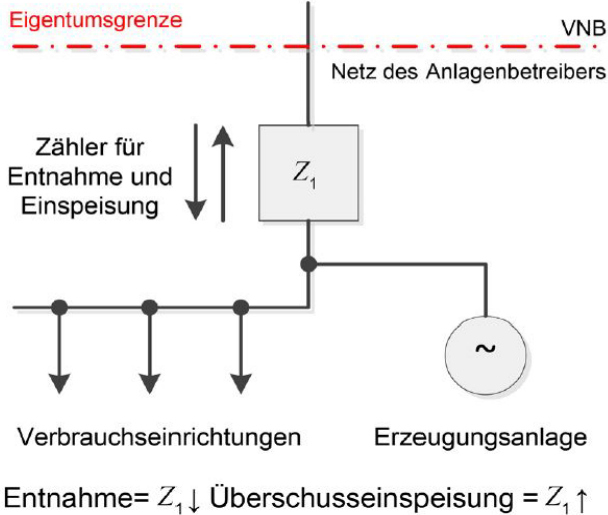 Eigentumsgrenze
VNB
Netz des Anlagenbetreibers
Zähler für
Entnahme und
Einspeisung
Z₁
~
Verbrauchseinrichtungen
Erzeugungsanlage
Entnahme= Z₁↓ Überschusseinspeisung = Z₁↑